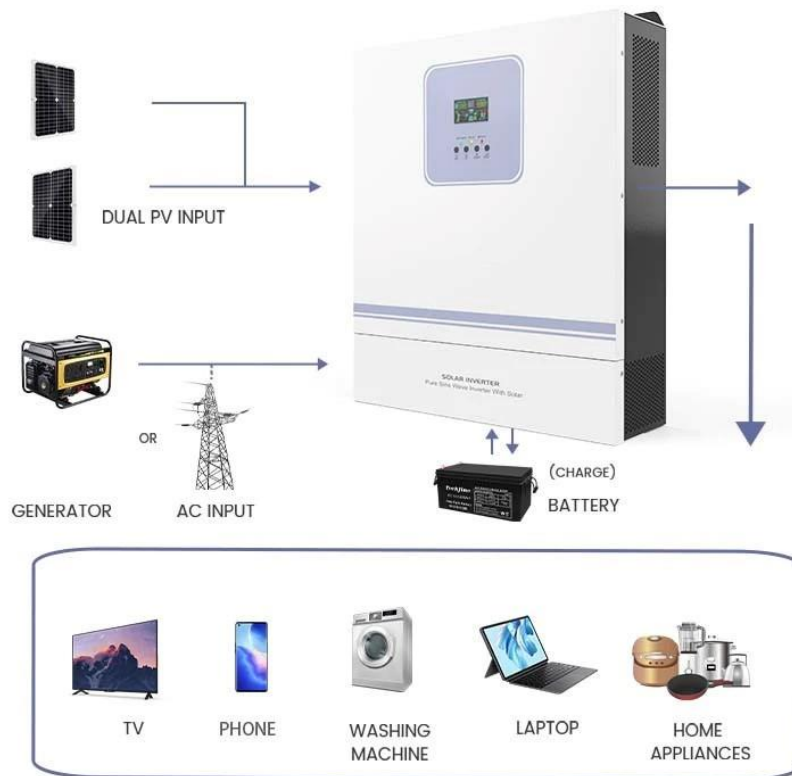 DUAL PV INPUT
SOLAR INVERTER
Pure Sine Wave Inverter With Solar
OR
GENERATOR
AC INPUT
(CHARGE)
BATTERY
TV
PHONE
WASHING
MACHINE
LAPTOP
HOME
APPLIANCES